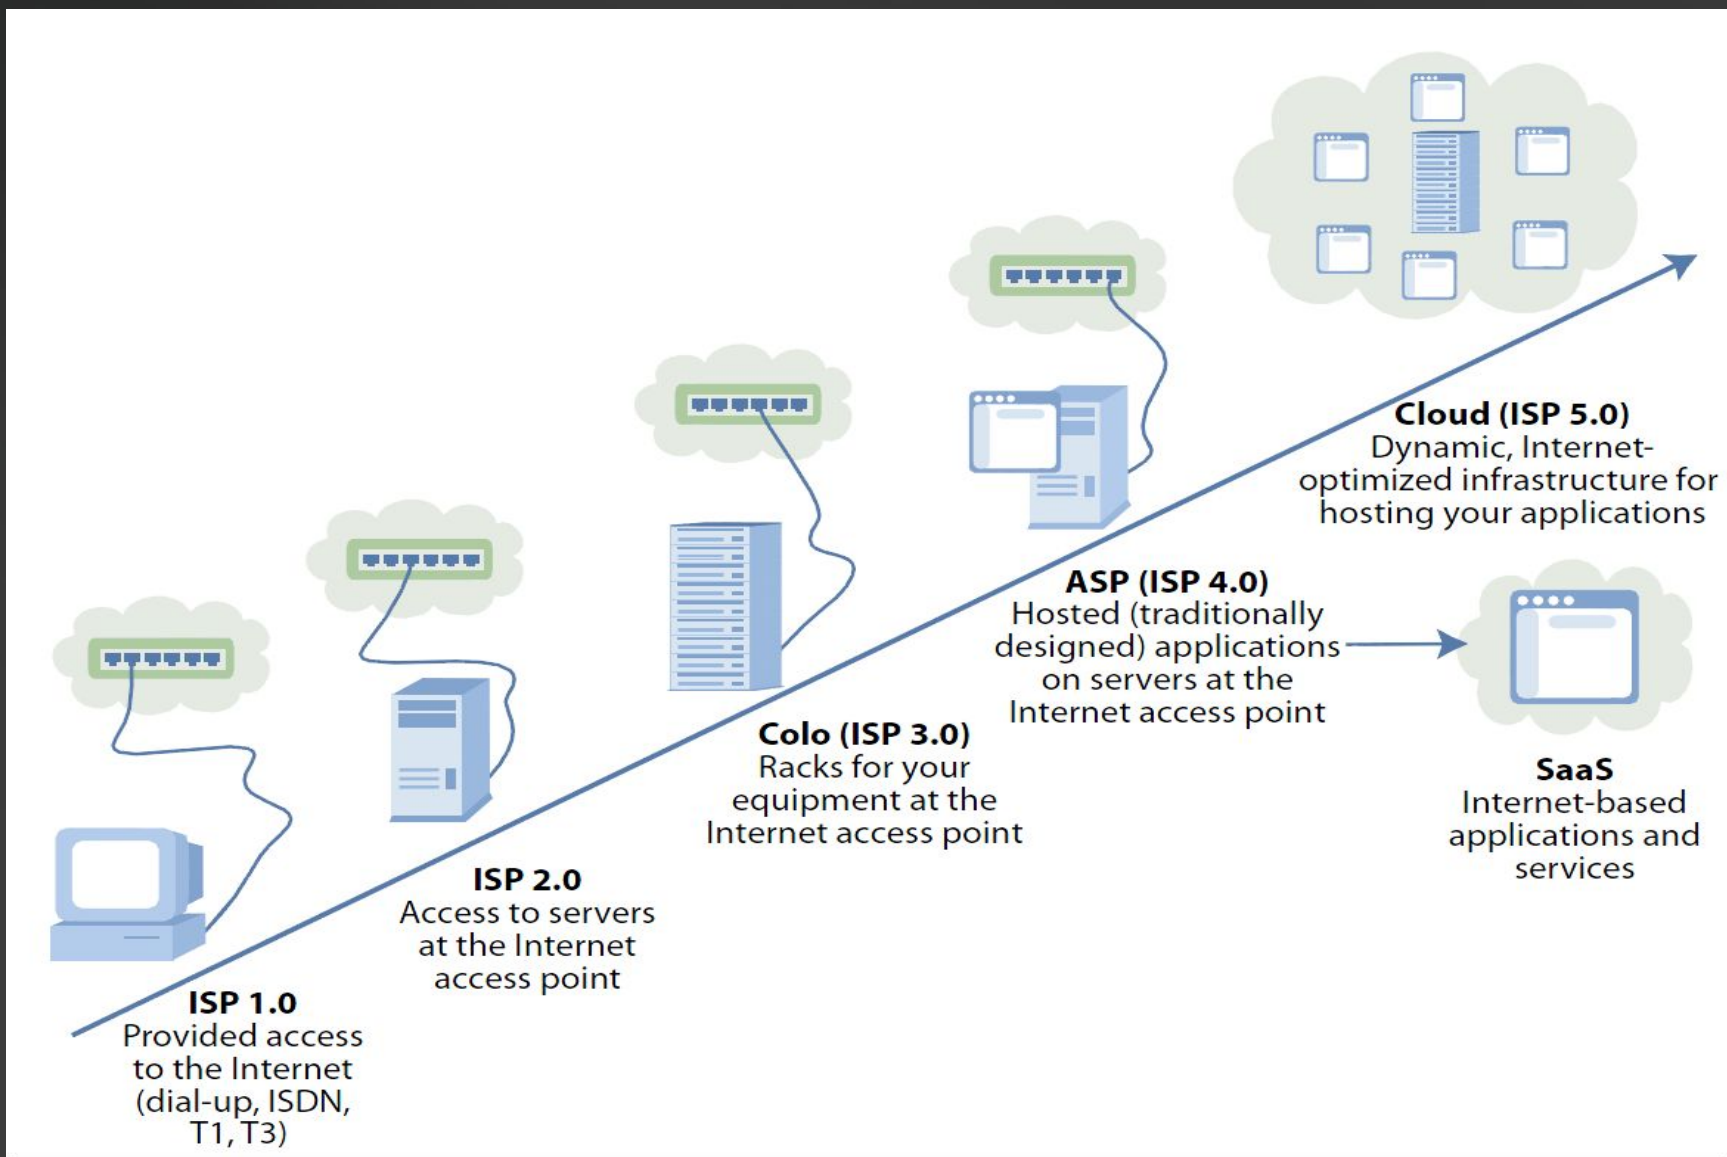 ISP 1.0
Provided access
to the Internet
(dial-up, ISDN,
T1, T3)
ISP 2.0
Access to servers
at the Internet
access point
Colo (ISP 3.0)
Racks for your
equipment at the
Internet access point
ASP (ISP 4.0)
Hosted (traditionally
designed) applications
on servers at the
Internet access point
Cloud (ISP 5.0)
Dynamic, Internet-
optimized infrastructure for
hosting your applications
SaaS
Internet-based
applications and
services